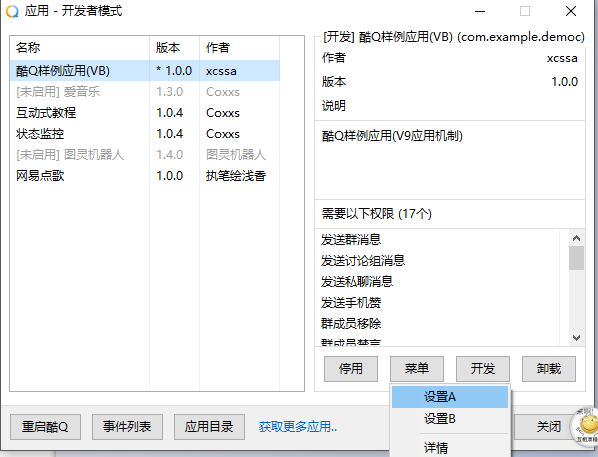 应用 - 开发者模式
名称 版本 作者
酷Q样例应用(VB) * 1.0.0 xcssa
[未启用] 爱音乐 1.3.0 Coxxs
互动式教程 1.0.4 Coxxs
状态监控 1.0.4 Coxxs
[未启用] 图灵机器人 1.4.0 图灵机器人
网易点歌 1.0.0 执笔绘浅香
[开发] 酷Q样例应用(VB) (com.example.democ)
作者 xcssa
版本 1.0.0
说明
酷Q样例应用(V9应用机制)
需要以下权限 (17个)
发送群消息
发送讨论组消息
发送私聊消息
发送手机赞
群成员移除
群成员禁言
停用 菜单 开发 卸载
设置A
设置B
详情
重启酷Q 事件列表 应用目录 获取更多应用.. 关闭